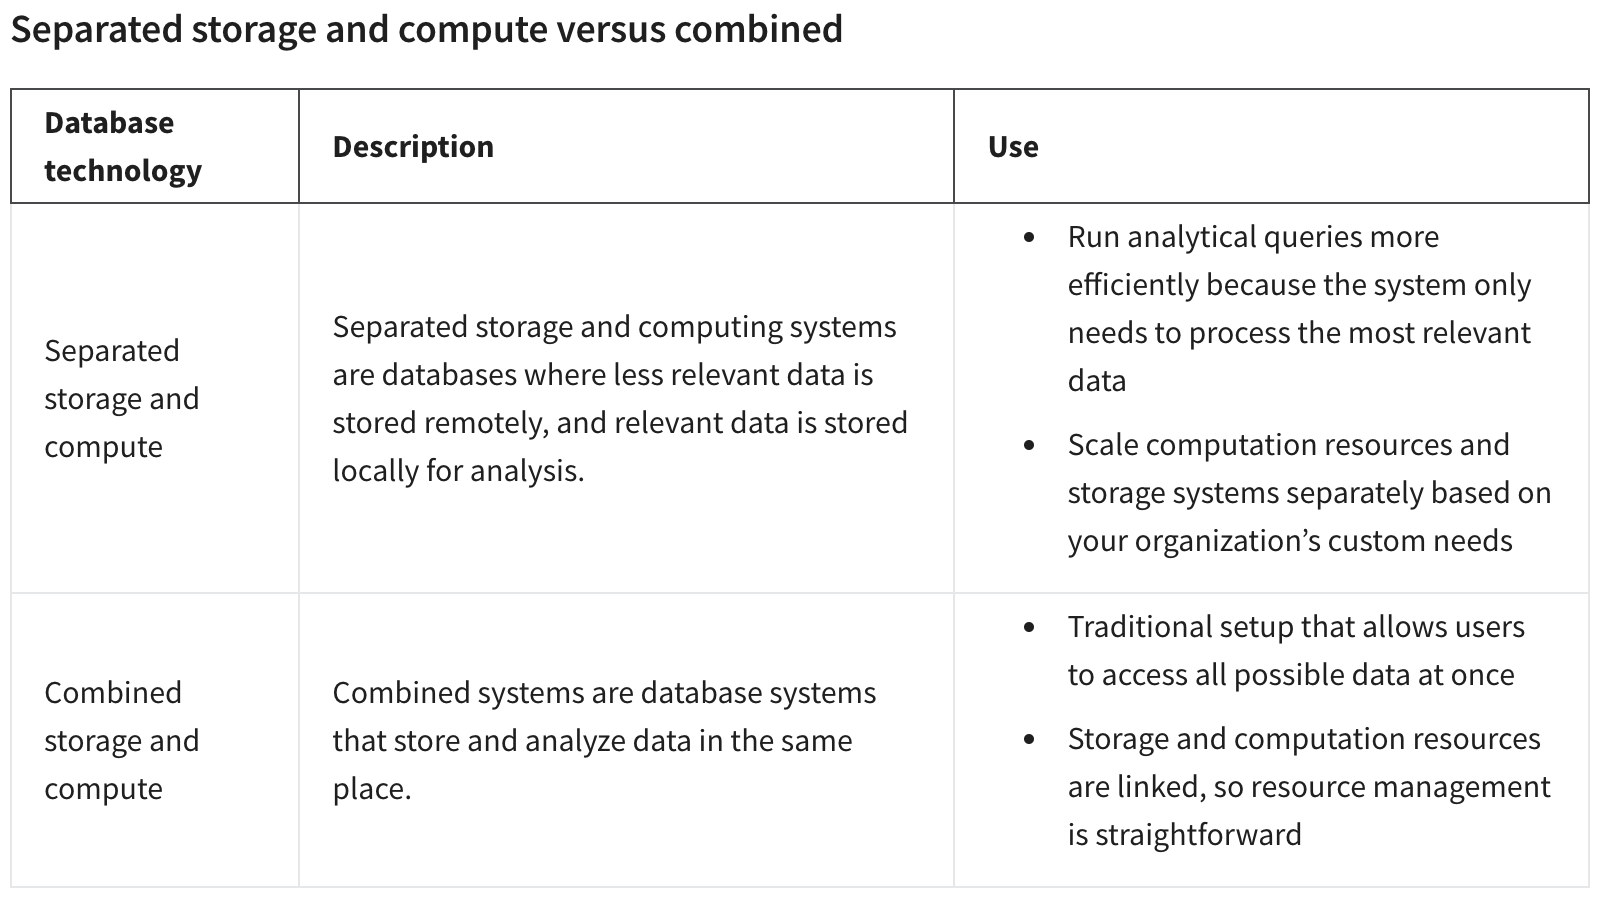 Separated storage and compute versus combined
Database
technology
Description
Use
Separated
storage and
compute
Separated storage and computing systems
are databases where less relevant data is
stored remotely, and relevant data is stored
locally for analysis.
• Run analytical queries more
efficiently because the system only
needs to process the most relevant
data
• Scale computation resources and
storage systems separately based on
your organization’s custom needs
Combined
storage and
compute
Combined systems are database systems
that store and analyze data in the same
place.
• Traditional setup that allows users
to access all possible data at once
• Storage and computation resources
are linked, so resource management
is straightforward